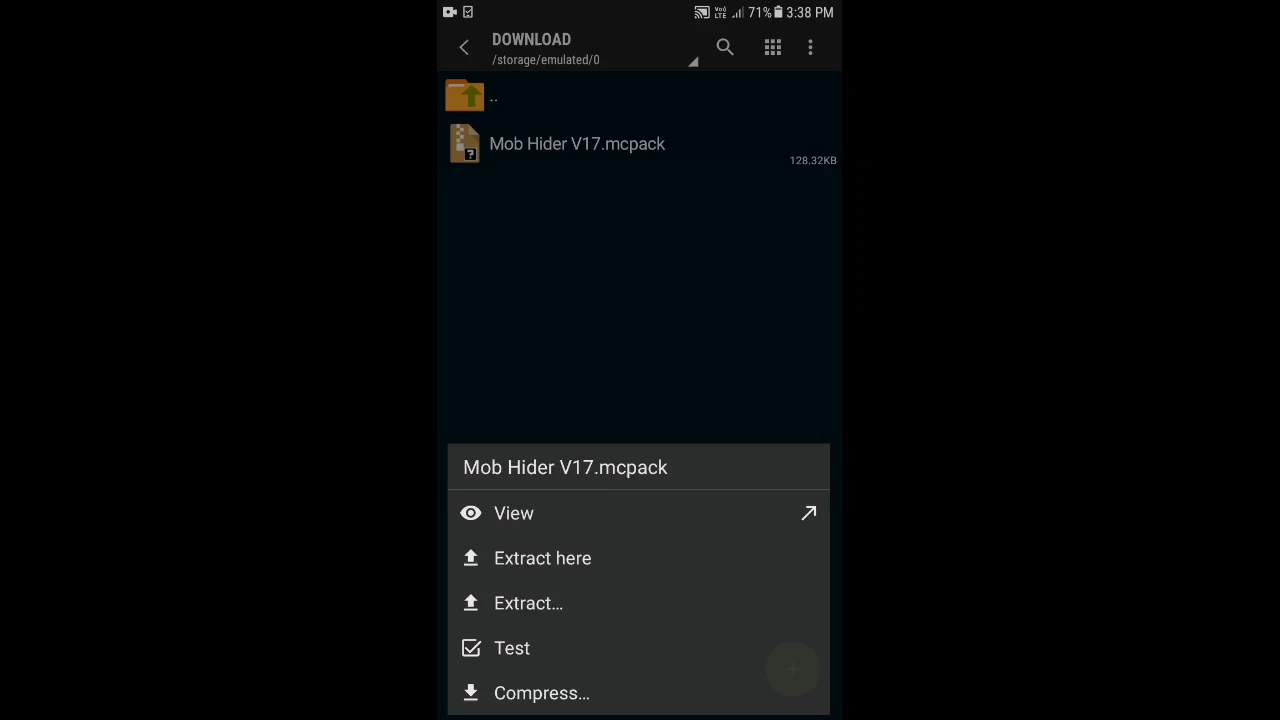 71% 3:38 PM
DOWNLOAD
/storage/emulated/0
..
Mob Hider V17.mcpack
128.32KB
Mob Hider V17.mcpack
View
Extract here
Extract...
Test
Compress...